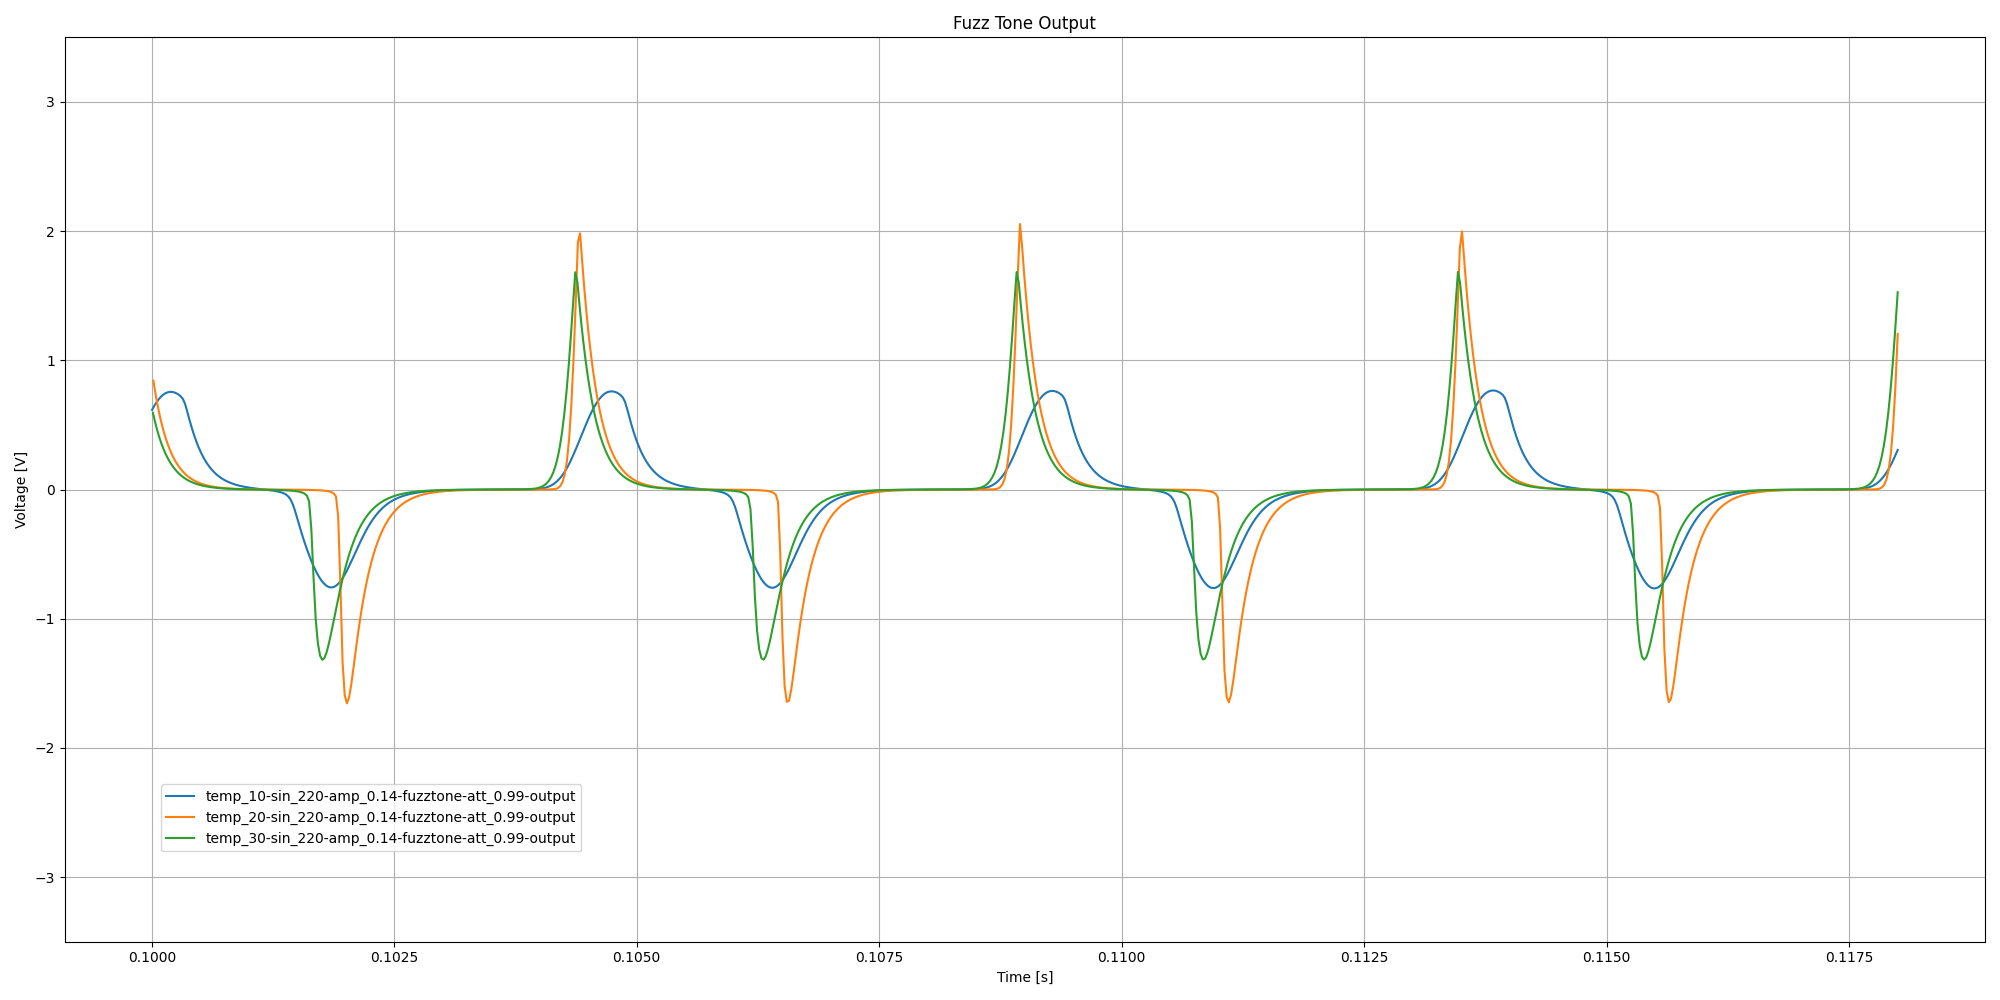 Fuzz Tone Output
Voltage [V]
3
2
1
0
−1
−2
−3
temp_10-sin_220-amp_0.14-fuzztone-att_0.99-output
temp_20-sin_220-amp_0.14-fuzztone-att_0.99-output
temp_30-sin_220-amp_0.14-fuzztone-att_0.99-output
0.1000 0.1025 0.1050 0.1075 0.1100 0.1125 0.1150 0.1175
Time [s]